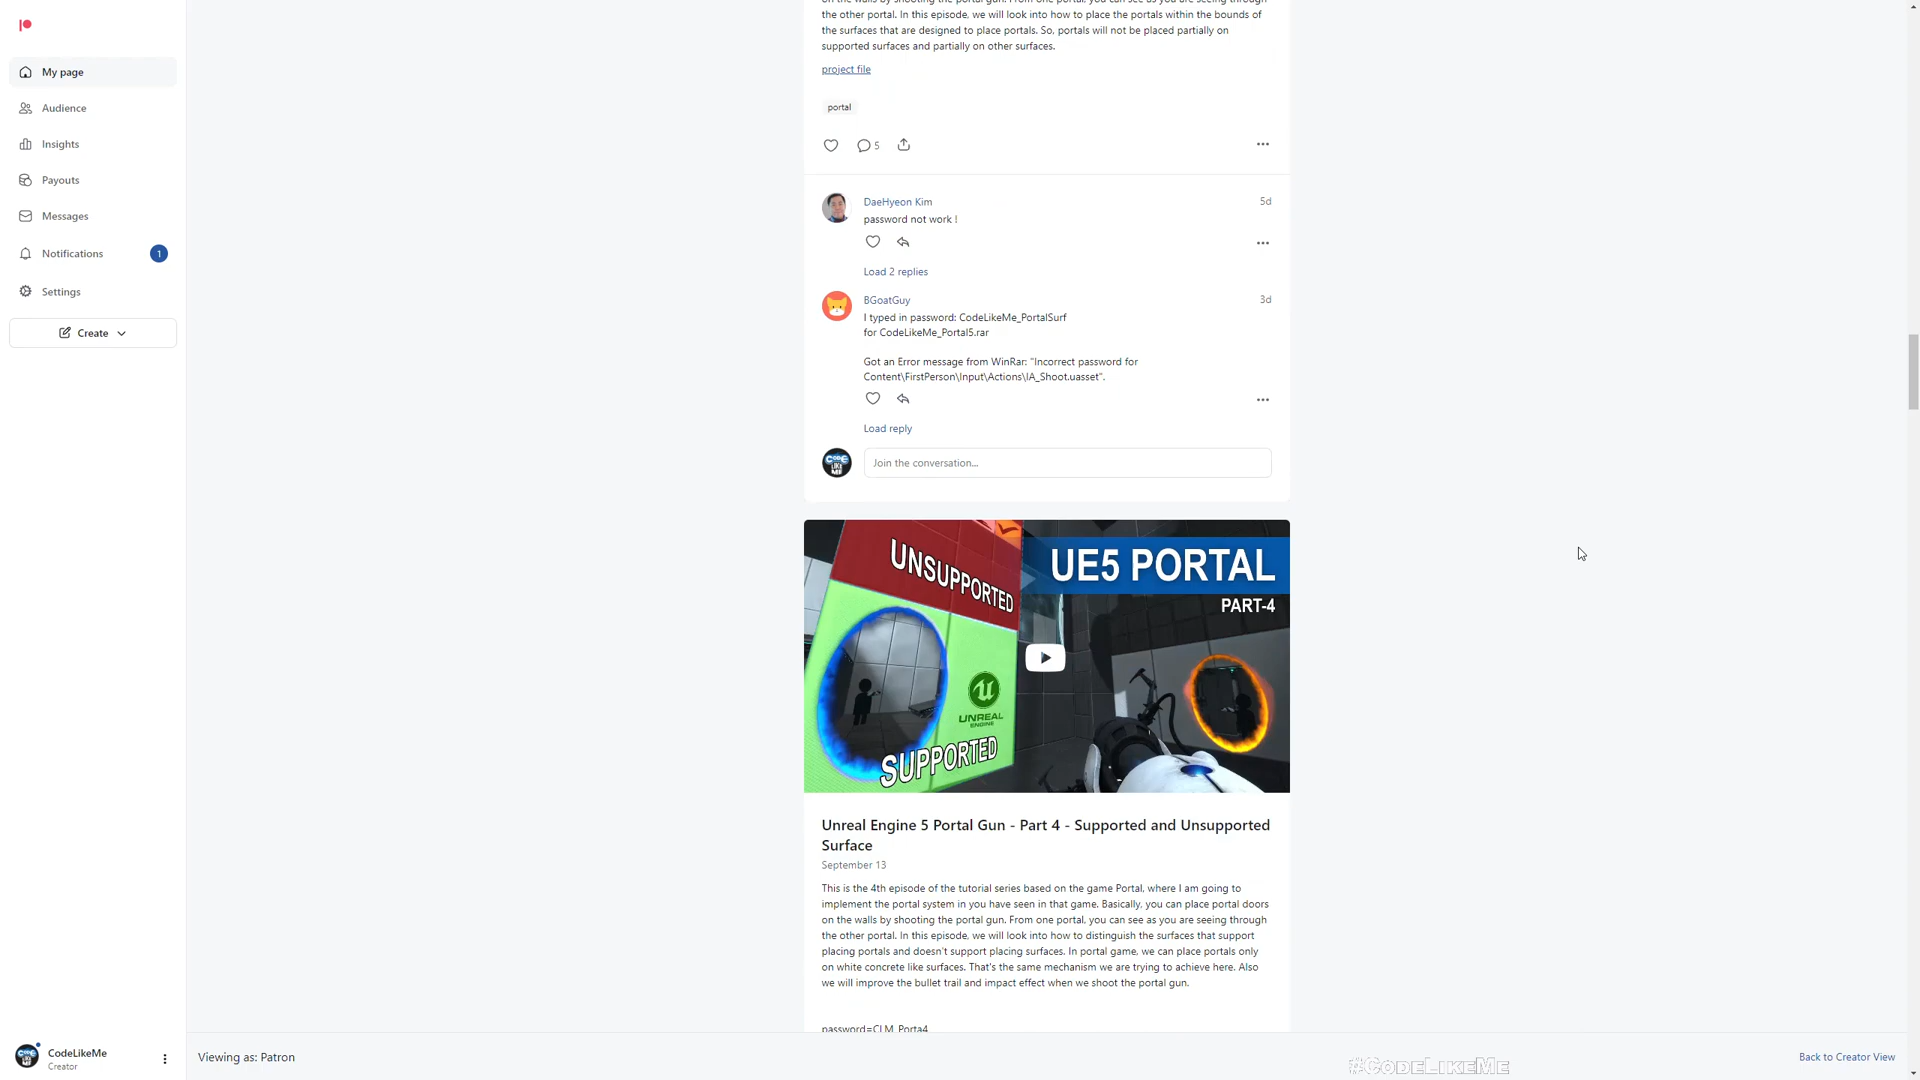 on the walls by shooting the portal gun. From one portal, you can see as you are seeing through
the other portal. In this episode, we will look into how to place the portals within the bounds of
the surfaces that are designed to place portals. So, portals will not be placed partially on
supported surfaces and partially on other surfaces.
project file
portal
5
DaeHyeon Kim
5d
password not work !
Load 2 replies
BGoatGuy
3d
I typed in password: CodeLikeMe_PortalSurf
for CodeLikeMe_Portal5.rar
Got an Error message from WinRar: "Incorrect password for
Content\FirstPerson\Input\Actions\IA_Shoot.uasset".
Load reply
CODE
LIKE
ME
Join the conversation...
My page
Audience
Insights
Payouts
Messages
Notifications
1
Settings
Create
UNSUPPORTED
UE5 PORTAL
PART-4
UNREAL
ENGINE
SUPPORTED
Unreal Engine 5 Portal Gun - Part 4 - Supported and Unsupported
Surface
September 13
This is the 4th episode of the tutorial series based on the game Portal, where I am going to
implement the portal system in you have seen in that game. Basically, you can place portal doors
on the walls by shooting the portal gun. From one portal, you can see as you are seeing through
the other portal. In this episode, we will look into how to distinguish the surfaces that support
placing portals and doesn't support placing surfaces. In portal game, we can place portals only
on white concrete like surfaces. That's the same mechanism we are trying to achieve here. Also
we will improve the bullet trail and impact effect when we shoot the portal gun.
password=CLM_Porta4
CodeLikeMe
Creator
Viewing as: Patron
#CodeLikeMe
Back to Creator View